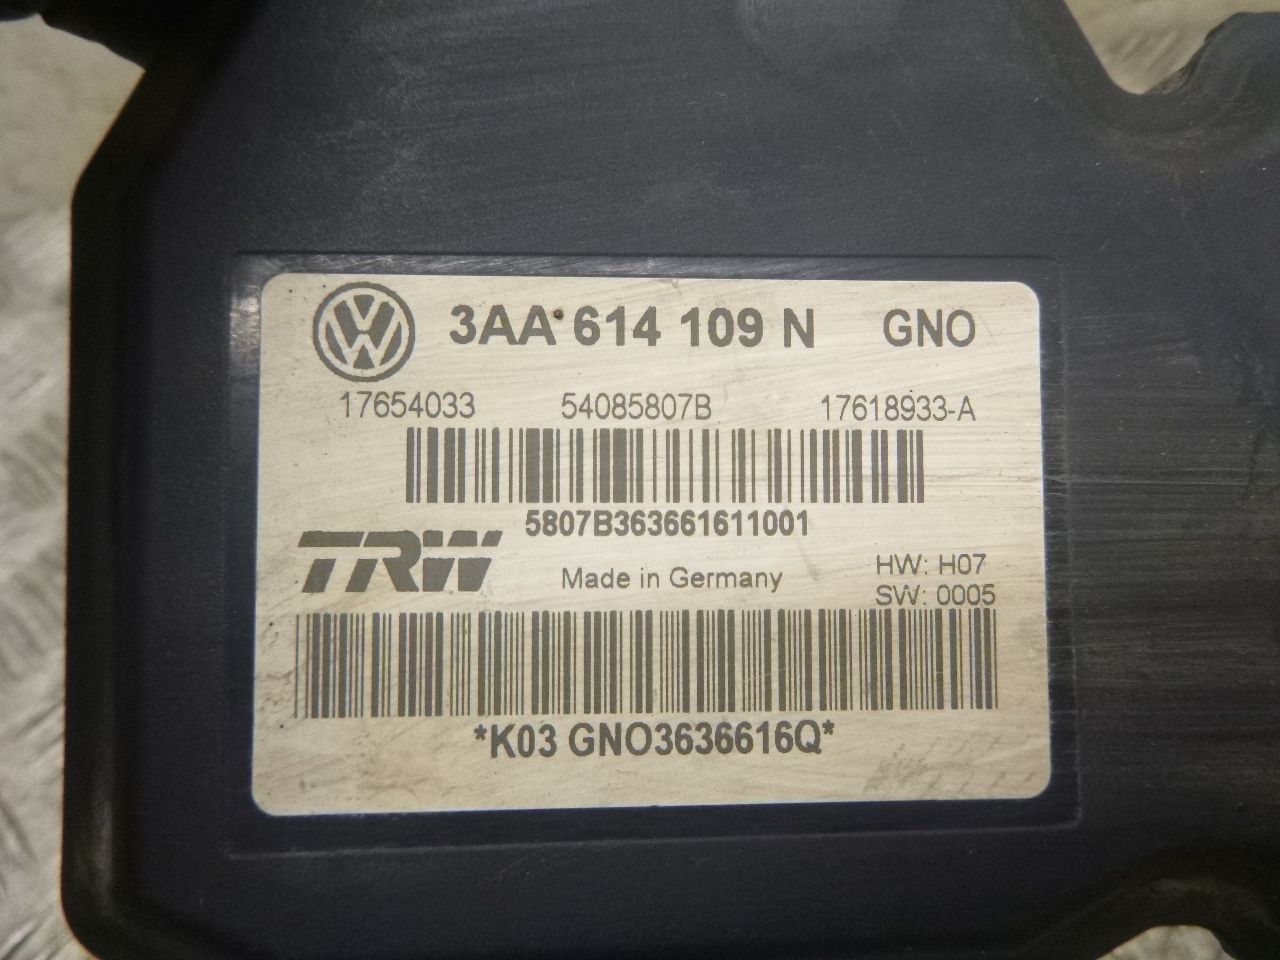 3AA 614 109 N GNO
17654033 54085807B 17618933-A
5807B363661611001
TRW Made in Germany HW: H07
SW: 0005
*K03 GNO3636616Q*